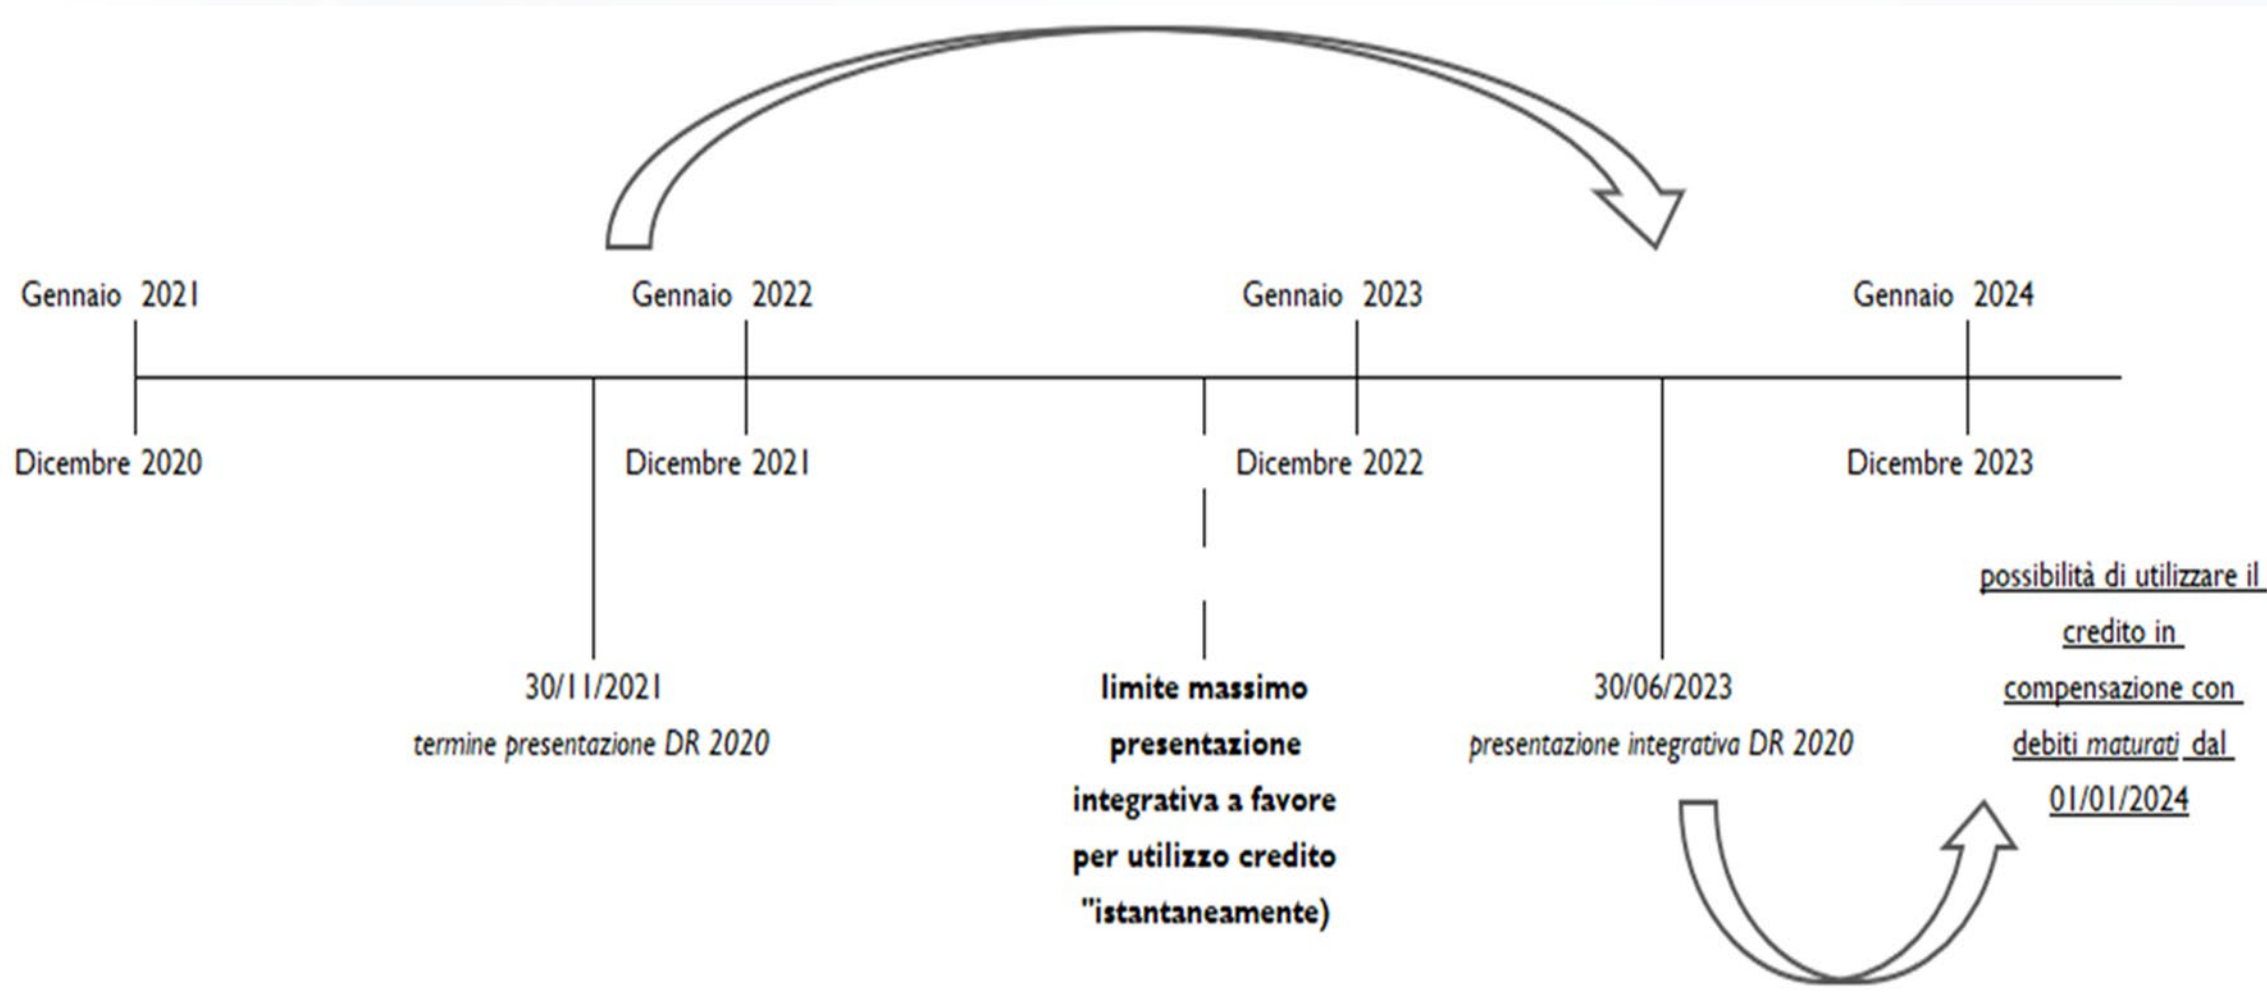 Gennaio 2021
Gennaio 2022
Gennaio 2023
Gennaio 2024
Dicembre 2020
Dicembre 2021
Dicembre 2022
Dicembre 2023
30/11/2021
termine presentazione DR 2020
limite massimo
presentazione
integrativa a favore
per utilizzo credito
"istantaneamente)
30/06/2023
presentazione integrativa DR 2020
possibilità di utilizzare il
credito in
compensazione con
debiti maturati dal
01/01/2024